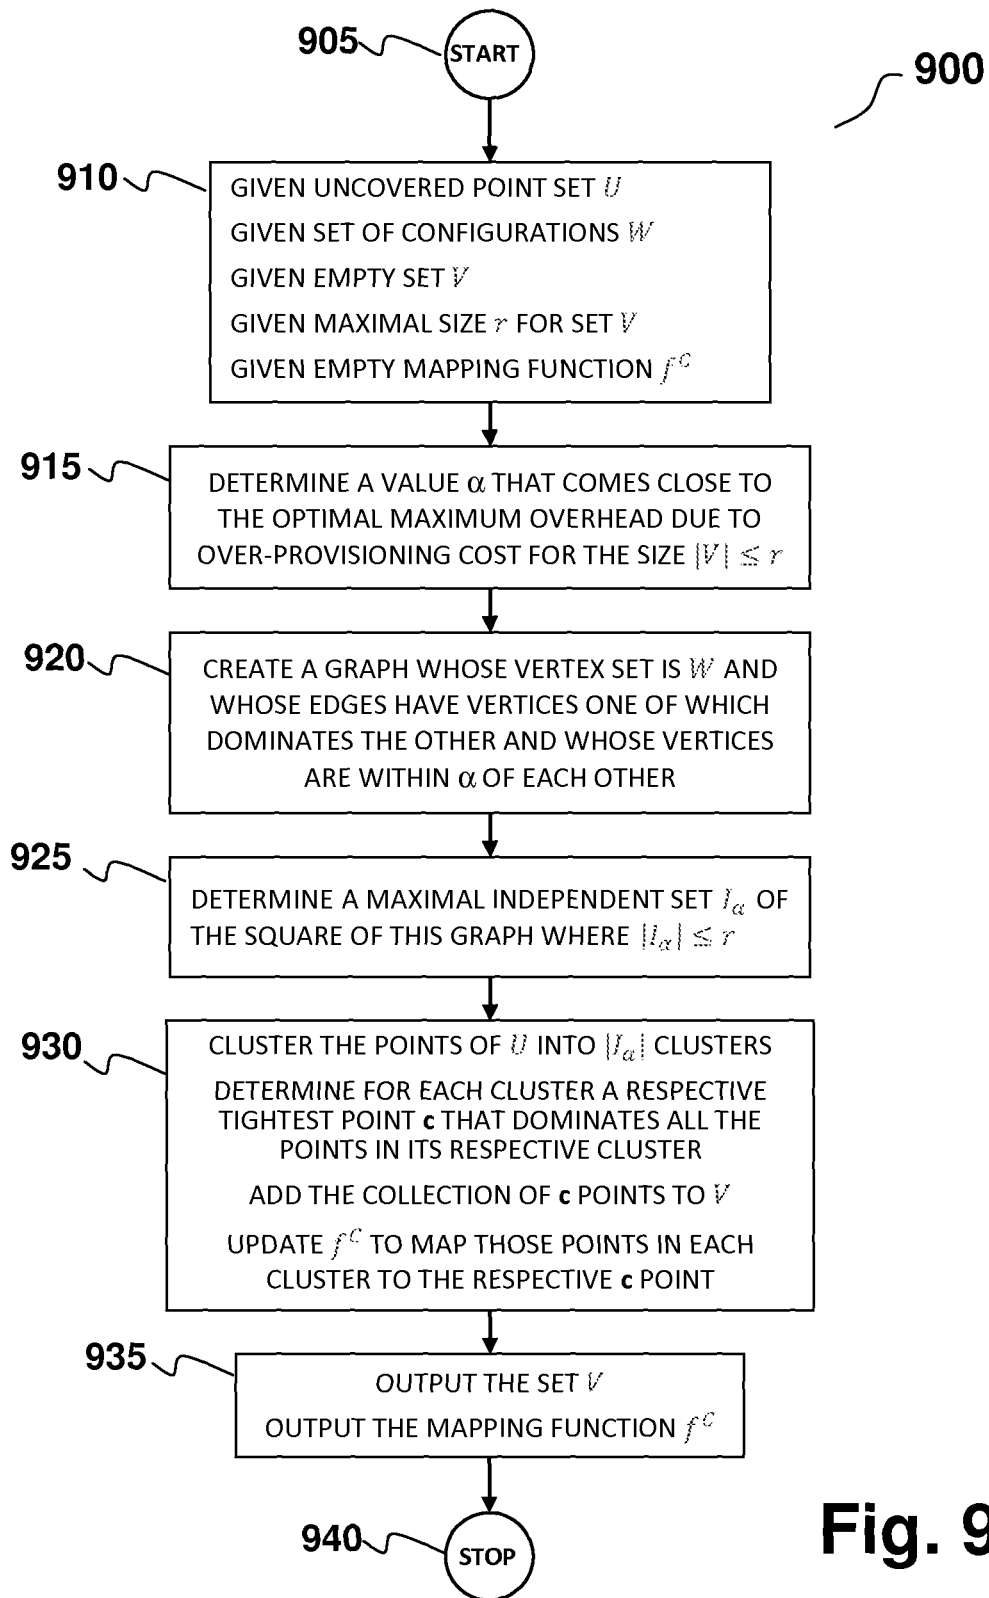 905
START
900
910
GIVEN UNCOVERED POINT SET U
GIVEN SET OF CONFIGURATIONS W
GIVEN EMPTY SET V
GIVEN MAXIMAL SIZE r FOR SET V
GIVEN EMPTY MAPPING FUNCTION f^C
915
DETERMINE A VALUE α THAT COMES CLOSE TO
THE OPTIMAL MAXIMUM OVERHEAD DUE TO
OVER-PROVISIONING COST FOR THE SIZE |V| ≤ r
920
CREATE A GRAPH WHOSE VERTEX SET IS W AND
WHOSE EDGES HAVE VERTICES ONE OF WHICH
DOMINATES THE OTHER AND WHOSE VERTICES
ARE WITHIN α OF EACH OTHER
925
DETERMINE A MAXIMAL INDEPENDENT SET I_α OF
THE SQUARE OF THIS GRAPH WHERE |I_α| ≤ r
930
CLUSTER THE POINTS OF U INTO |I_α| CLUSTERS
DETERMINE FOR EACH CLUSTER A RESPECTIVE
TIGHTEST POINT c THAT DOMINATES ALL THE
POINTS IN ITS RESPECTIVE CLUSTER
ADD THE COLLECTION OF c POINTS TO V
UPDATE f^C TO MAP THOSE POINTS IN EACH
CLUSTER TO THE RESPECTIVE c POINT
935
OUTPUT THE SET V
OUTPUT THE MAPPING FUNCTION f^C
940
STOP
Fig. 9